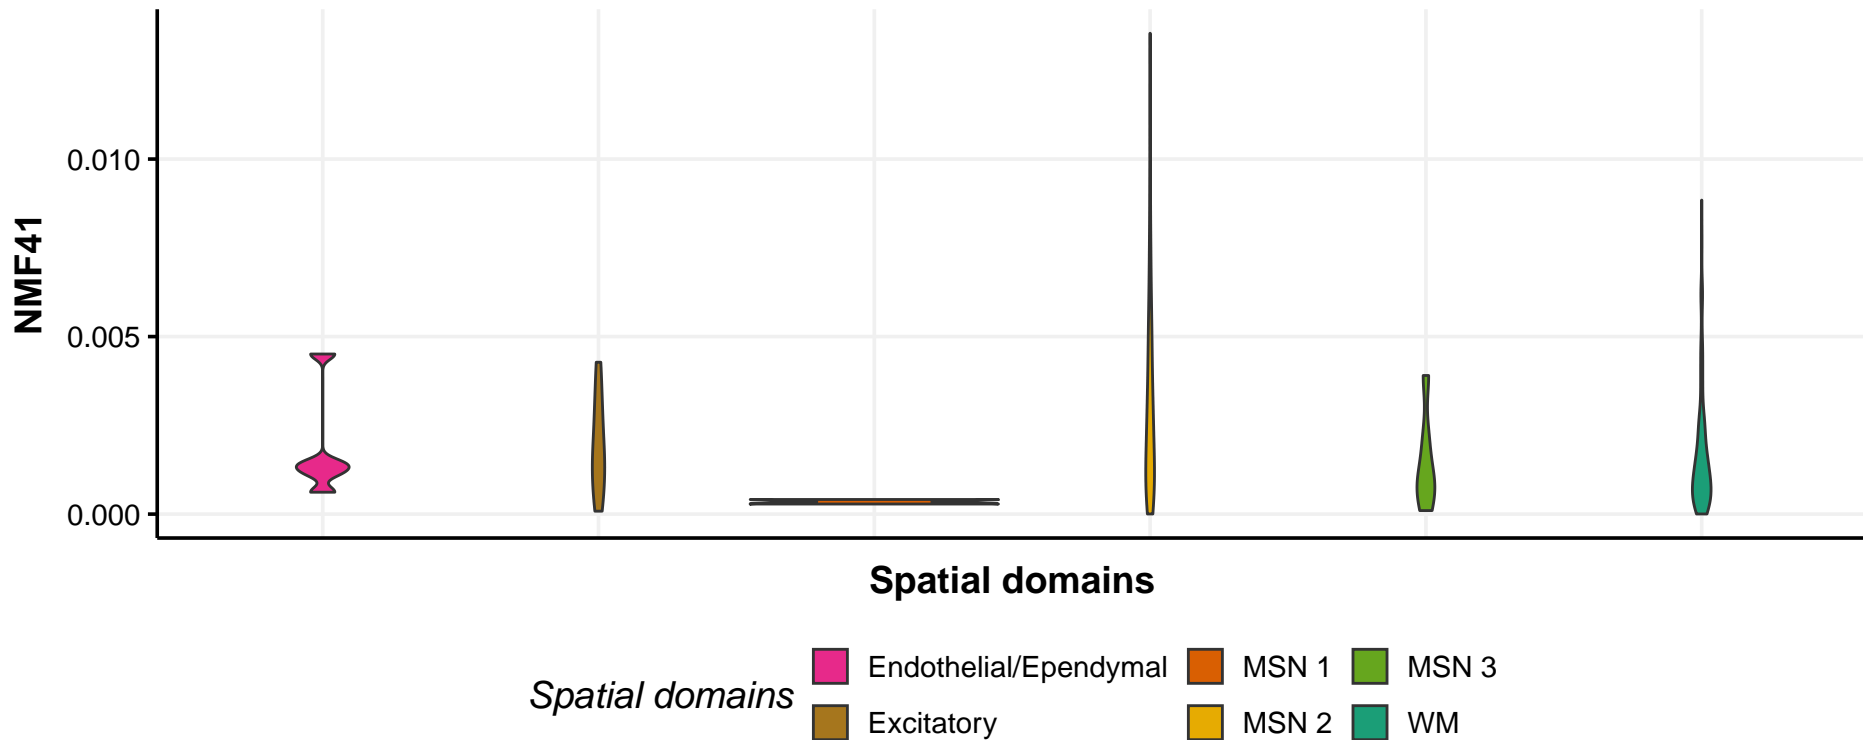 0.010
0.005
0.000
NMF41
Spatial domains
Spatial domains
Endothelial/Ependymal
MSN 1
MSN 3
Excitatory
MSN 2
WM